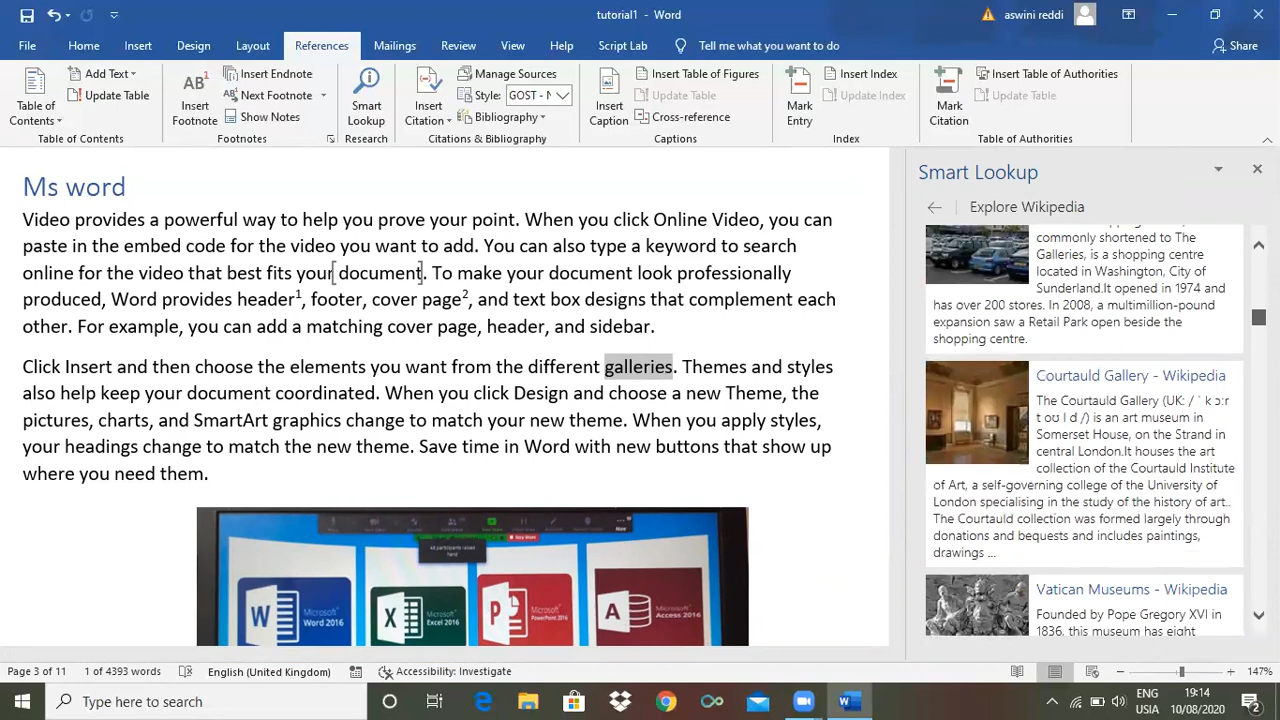 tutorial1 - Word
aswini reddi
File Home Insert Design Layout References Mailings Review View Help Script Lab Tell me what you want to do Share
Table of Contents
Add Text
Update Table
Table of Contents
AB1
Insert Footnote
Insert Endnote
Next Footnote
Show Notes
Footnotes
Smart Lookup
Research
Insert Citation
Manage Sources
Style: GOST - N
Bibliography
Citations & Bibliography
Insert Caption
Insert Table of Figures
Update Table
Cross-reference
Captions
Mark Entry
Insert Index
Update Index
Index
Mark Citation
Insert Table of Authorities
Update Table
Table of Authorities
Ms word
Video provides a powerful way to help you prove your point. When you click Online Video, you can
paste in the embed code for the video you want to add. You can also type a keyword to search
online for the video that best fits your document. To make your document look professionally
produced, Word provides header1, footer, cover page2, and text box designs that complement each
other. For example, you can add a matching cover page, header, and sidebar.
Click Insert and then choose the elements you want from the different galleries. Themes and styles
also help keep your document coordinated. When you click Design and choose a new Theme, the
pictures, charts, and SmartArt graphics change to match your new theme. When you apply styles,
your headings change to match the new theme. Save time in Word with new buttons that show up
where you need them.
W
Microsoft
Word 2016
X
Microsoft
Excel 2016
P
Microsoft
PowerPoint 2016
A
Microsoft
Access 2016
Smart Lookup
Explore Wikipedia
commonly shortened to The
Galleries, is a shopping centre
located in Washington, City of
Sunderland.It opened in 1974 and
has over 200 stores. In 2008, a multimillion-pound
expansion saw a Retail Park open beside the
shopping centre.
Courtauld Gallery - Wikipedia
The Courtauld Gallery (UK: / ˈ k ɔːr
t oʊ l d /) is an art museum in
Somerset House, on the Strand in
central London.It houses the art
collection of the Courtauld Institute
of Art, a self-governing college of the University of
London specialising in the study of the history of art..
The Courtauld collection was formed largely through
donations and bequests and includes paintings,
drawings ...
Vatican Museums - Wikipedia
Founded by Pope Gregory XVI in
1836, this museum has eight
Page 3 of 11 1 of 4393 words English (United Kingdom) Accessibility: Investigate 147%
Type here to search
ENG
USIA
19:14
10/08/2020
2